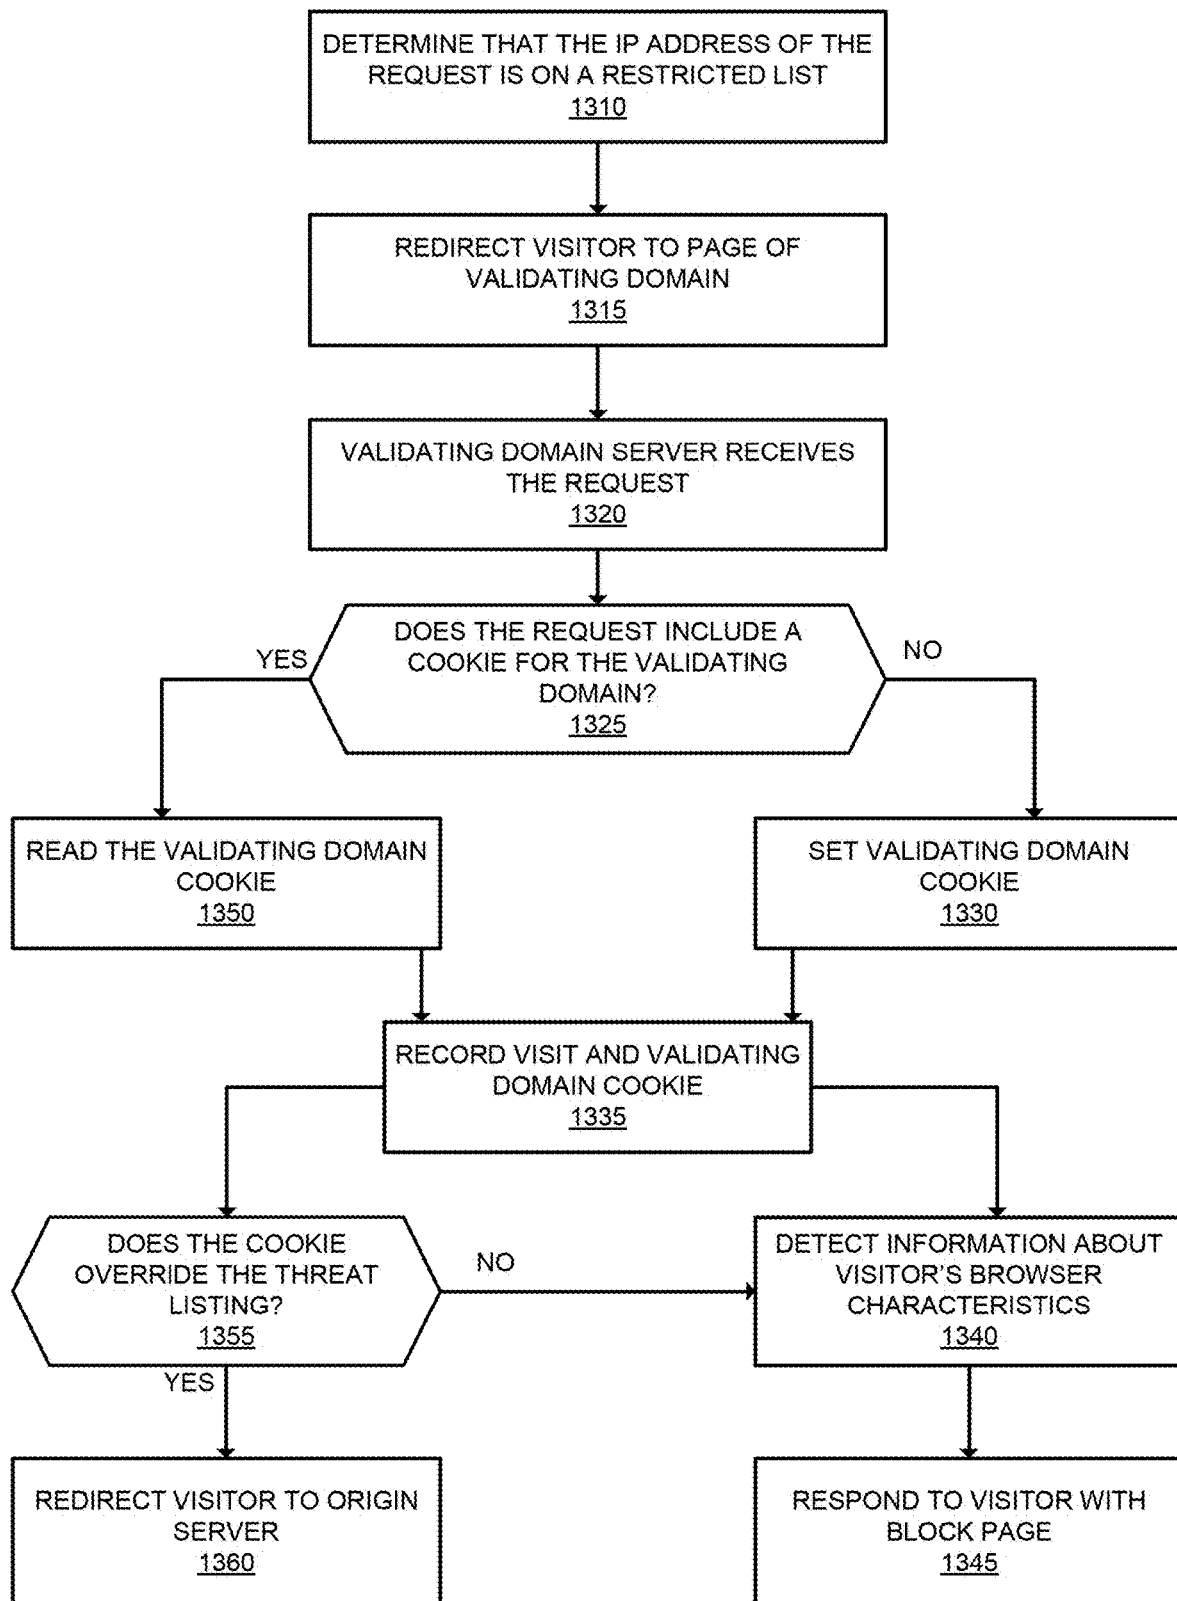 DETERMINE THAT THE IP ADDRESS OF THE
REQUEST IS ON A RESTRICTED LIST
1310
REDIRECT VISITOR TO PAGE OF
VALIDATING DOMAIN
1315
VALIDATING DOMAIN SERVER RECEIVES
THE REQUEST
1320
DOES THE REQUEST INCLUDE A
COOKIE FOR THE VALIDATING
DOMAIN?
1325
YES
NO
READ THE VALIDATING DOMAIN
COOKIE
1350
SET VALIDATING DOMAIN
COOKIE
1330
RECORD VISIT AND VALIDATING
DOMAIN COOKIE
1335
DOES THE COOKIE
OVERRIDE THE THREAT
LISTING?
1355
NO
YES
DETECT INFORMATION ABOUT
VISITOR'S BROWSER
CHARACTERISTICS
1340
REDIRECT VISITOR TO ORIGIN
SERVER
1360
RESPOND TO VISITOR WITH
BLOCK PAGE
1345